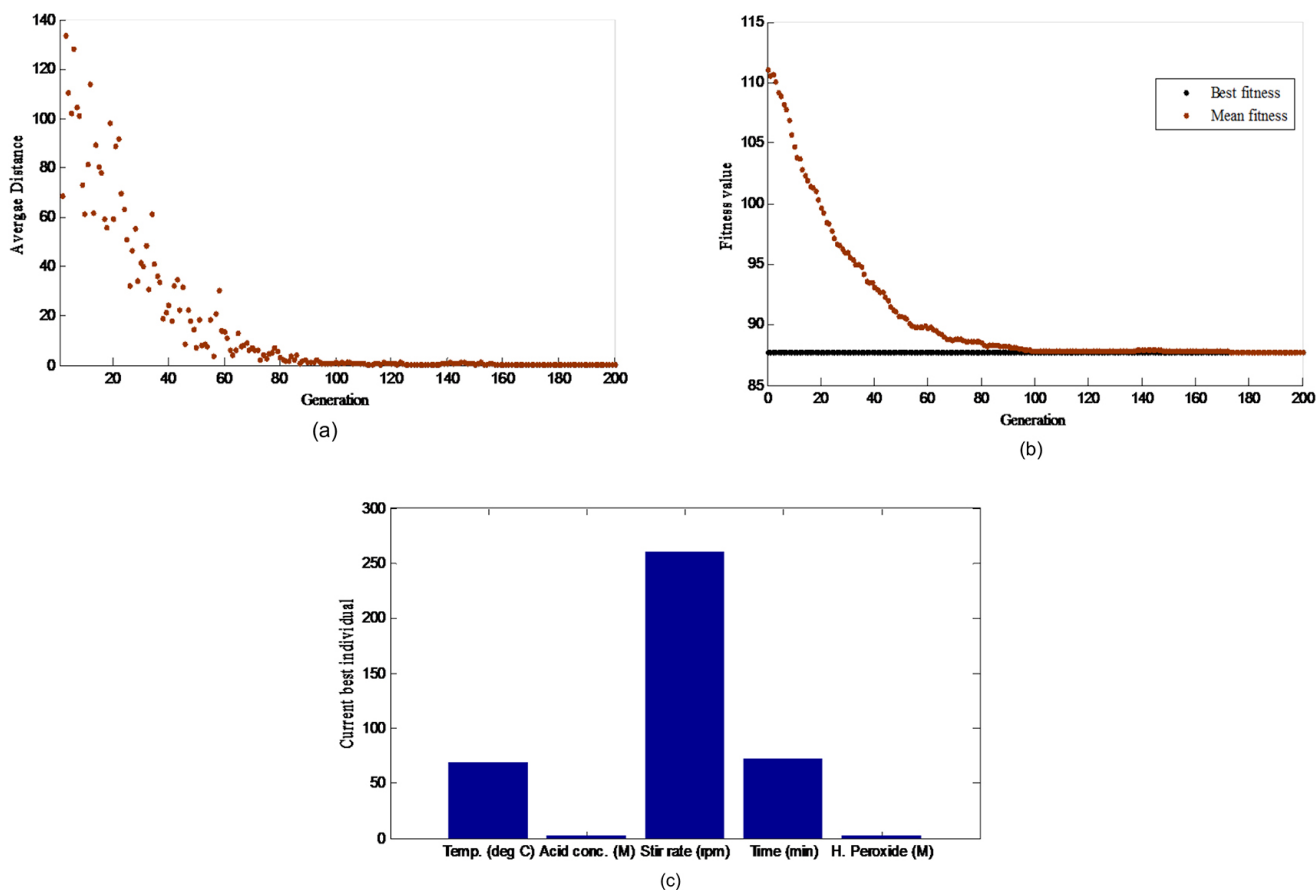 140
120
100
80
60
40
20
0
Avergae Distance
20 40 60 80 100 120 140 160 180 200
Generation
(a)
115
110
105
100
95
90
85
Fitness value
Best fitness
Mean fitness
0 20 40 60 80 100 120 140 160 180 200
Generation
(b)
300
250
200
150
100
50
0
Current best individual
Temp. (deg C) Acid conc. (M) Stir rate (rpm) Time (min) H. Peroxide (M)
(c)